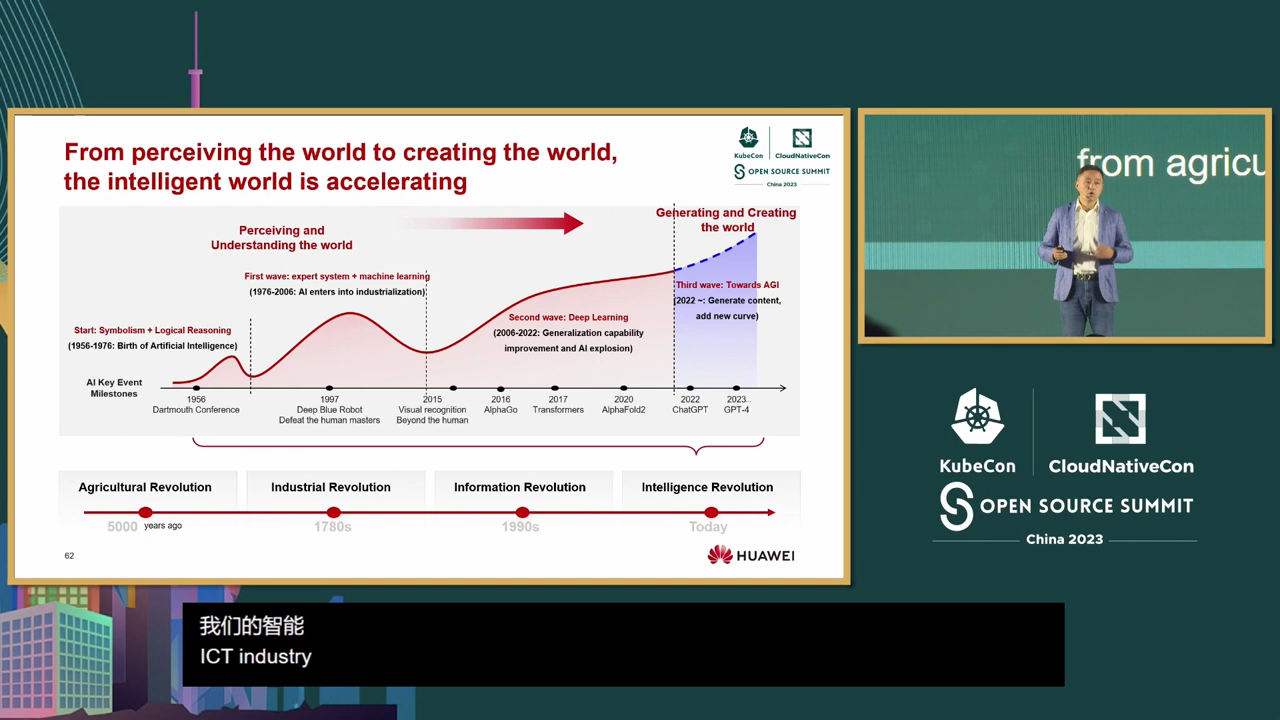 From perceiving the world to creating the world,
the intelligent world is accelerating
KubeCon
CloudNativeCon
OPEN SOURCE SUMMIT
China 2023
Perceiving and
Understanding the world
Generating and Creating
the world
First wave: expert system + machine learning
(1976-2006: AI enters into industrialization)
Third wave: Towards AGI
(2022 ~: Generate content,
add new curve)
Second wave: Deep Learning
(2006-2022: Generalization capability
improvement and AI explosion)
Start: Symbolism + Logical Reasoning
(1956-1976: Birth of Artificial Intelligence)
AI Key Event
Milestones
1956
Dartmouth Conference
1997
Deep Blue Robot
Defeat the human masters
2015
Visual recognition
Beyond the human
2016
AlphaGo
2017
Transformers
2020
AlphaFold2
2022
ChatGPT
2023..
GPT-4
Agricultural Revolution
Industrial Revolution
Information Revolution
Intelligence Revolution
5000 years ago
1780s
1990s
Today
62
HUAWEI
from agricu
KubeCon
CloudNativeCon
OPEN SOURCE SUMMIT
China 2023
我们的智能
ICT industry